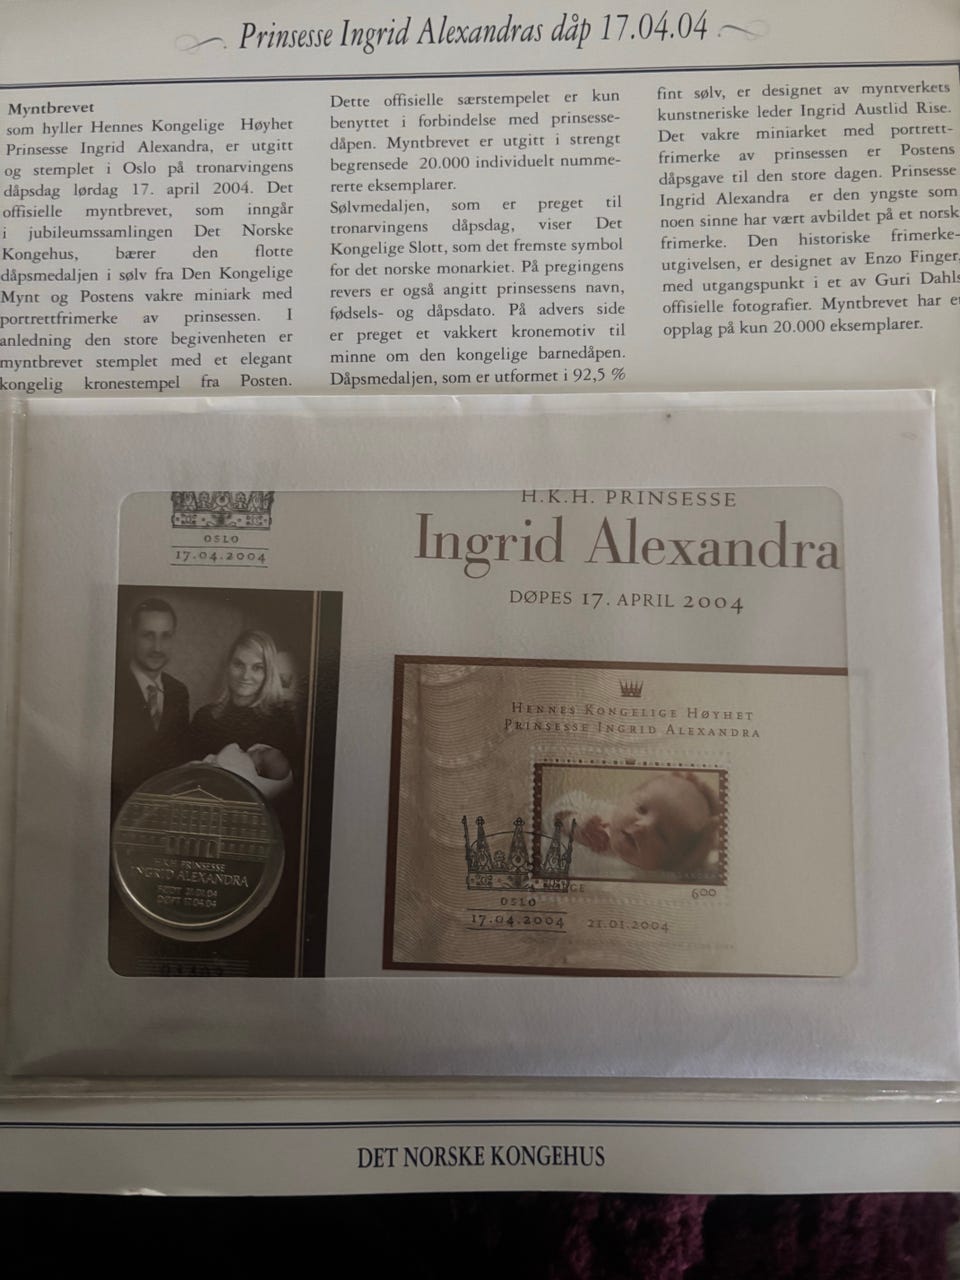 Prinsesse Ingrid Alexandras dåp 17.04.04
Myntbrevet
som hyller Hennes Kongelige Høyhet
Prinsesse Ingrid Alexandra, er utgitt
og stemplet i Oslo på tronarvingens
dåpsdag lørdag 17. april 2004. Det
offisielle myntbrevet, som inngår
i jubileumssamlingen Det Norske
Kongehus, bærer den flotte
dåpsmedaljen i sølv fra Den Kongelige
Mynt og Postens vakre miniark med
portrettfrimerke av prinsessen. I
anledning den store begivenheten er
myntbrevet stemplet med et elegant
kongelig kronestempel fra Posten.
Dette offisielle særstempelet er kun
benyttet i forbindelse med prinsesse-
dåpen. Myntbrevet er utgitt i strengt
begrensede 20.000 individuelt numme-
rerte eksemplarer.
Sølvmedaljen, som er preget til
tronarvingens dåpsdag, viser Det
Kongelige Slott, som det fremste symbol
for det norske monarkiet. På pregingens
revers er også angitt prinsessens navn,
fødsels- og dåpsdato. På advers side
er preget et vakkert kronemotiv til
minne om den kongelige barnedåpen.
Dåpsmedaljen, som er utformet i 92,5 %
fint sølv, er designet av myntverkets
kunstneriske leder Ingrid Austlid Rise.
Det vakre miniarket med portrett-
frimerke av prinsessen er Postens
dåpsgave til den store dagen. Prinsesse
Ingrid Alexandra er den yngste som
noen sinne har vært avbildet på et norsk
frimerke. Den historiske frimerke-
utgivelsen, er designet av Enzo Finger,
med utgangspunkt i et av Guri Dahls
offisielle fotografier. Myntbrevet har et
opplag på kun 20.000 eksemplarer.
OSLO
17.04.2004
H.K.H. PRINSESSE
Ingrid Alexandra
DØPES 17. APRIL 2004
HENNES KONGELIGE HØYHET
PRINSESSE INGRID ALEXANDRA
6⁰⁰
OSLO
17.04.2004
21.01.2004
H.K.H. PRINSESSE
INGRID ALEXANDRA
FØDT 21.01.04
DØPT 17.04.04
DET NORSKE KONGEHUS